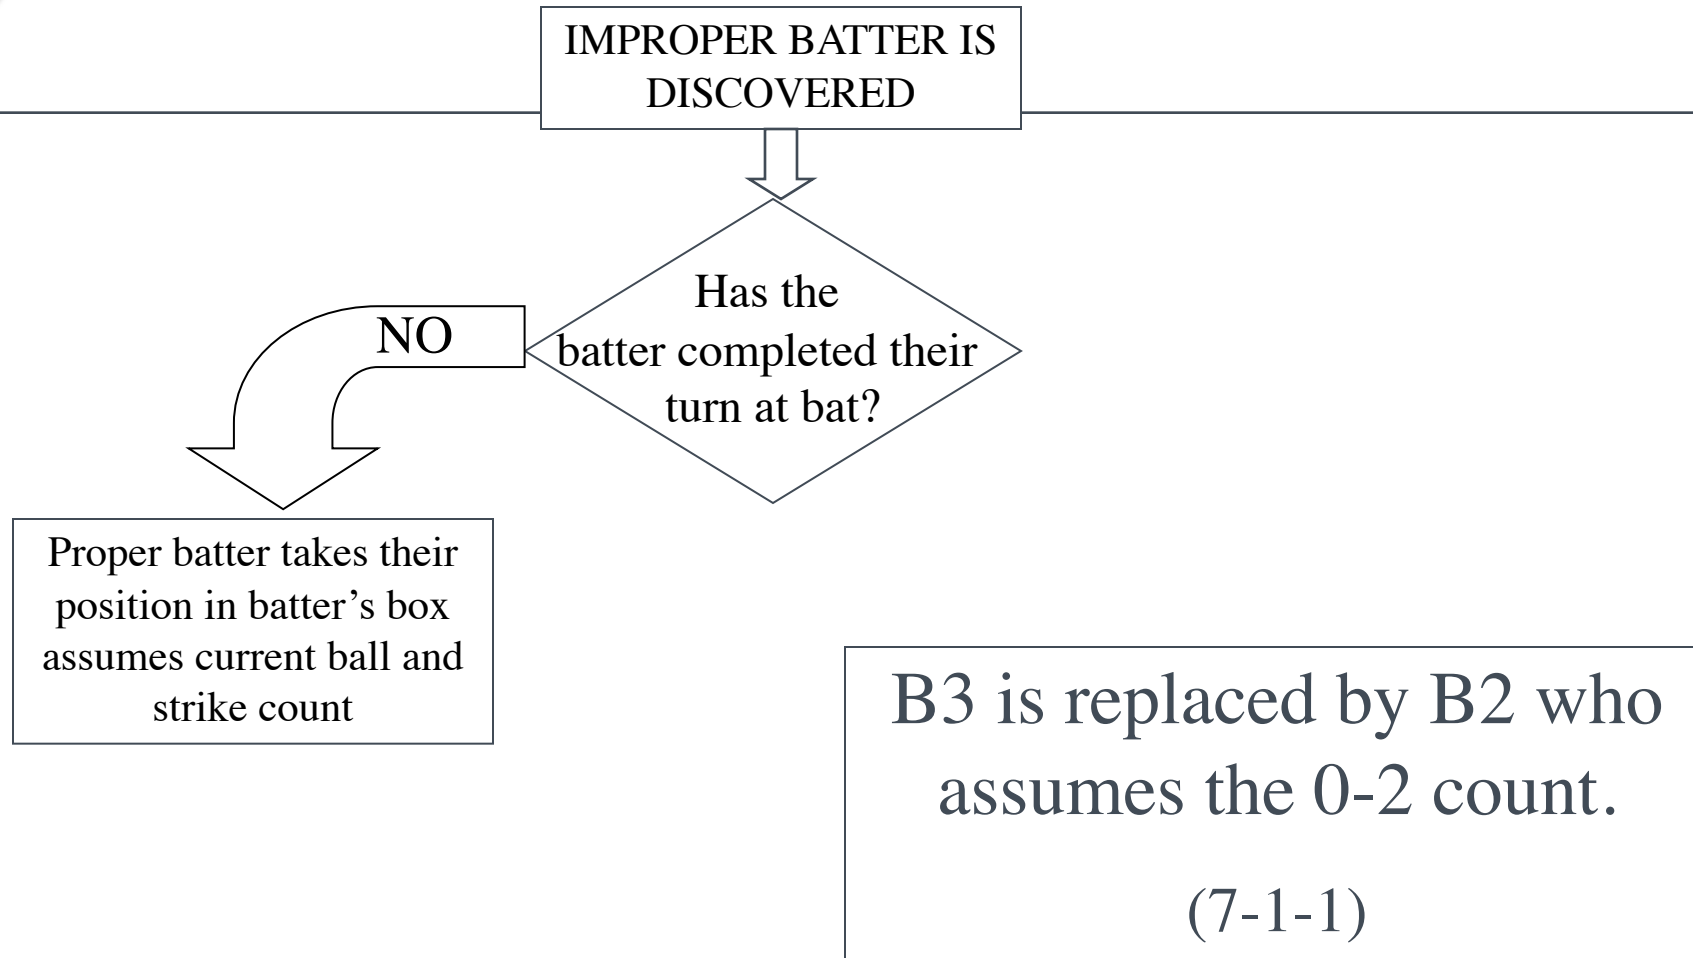 IMPROPER BATTER IS
DISCOVERED
Has the
batter completed their
turn at bat?
NO
Proper batter takes their
position in batter’s box
assumes current ball and
strike count
B3 is replaced by B2 who
assumes the 0-2 count.
(7-1-1)